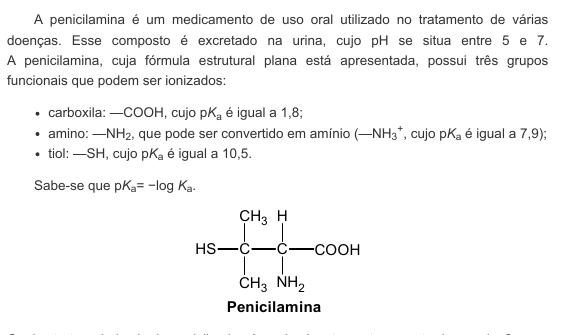 A penicilamina é um medicamento de uso oral utilizado no tratamento de várias
doenças. Esse composto é excretado na urina, cujo pH se situa entre 5 e 7.
A penicilamina, cuja fórmula estrutural plana está apresentada, possui três grupos
funcionais que podem ser ionizados:
• carboxila: —COOH, cujo pKa é igual a 1,8;
• amino: —NH2, que pode ser convertido em amínio (—NH3+, cujo pKa é igual a 7,9);
• tiol: —SH, cujo pKa é igual a 10,5.
Sabe-se que pKa= −log Ka.
CH3 H
HS—C—C—COOH
CH3 NH2
Penicilamina